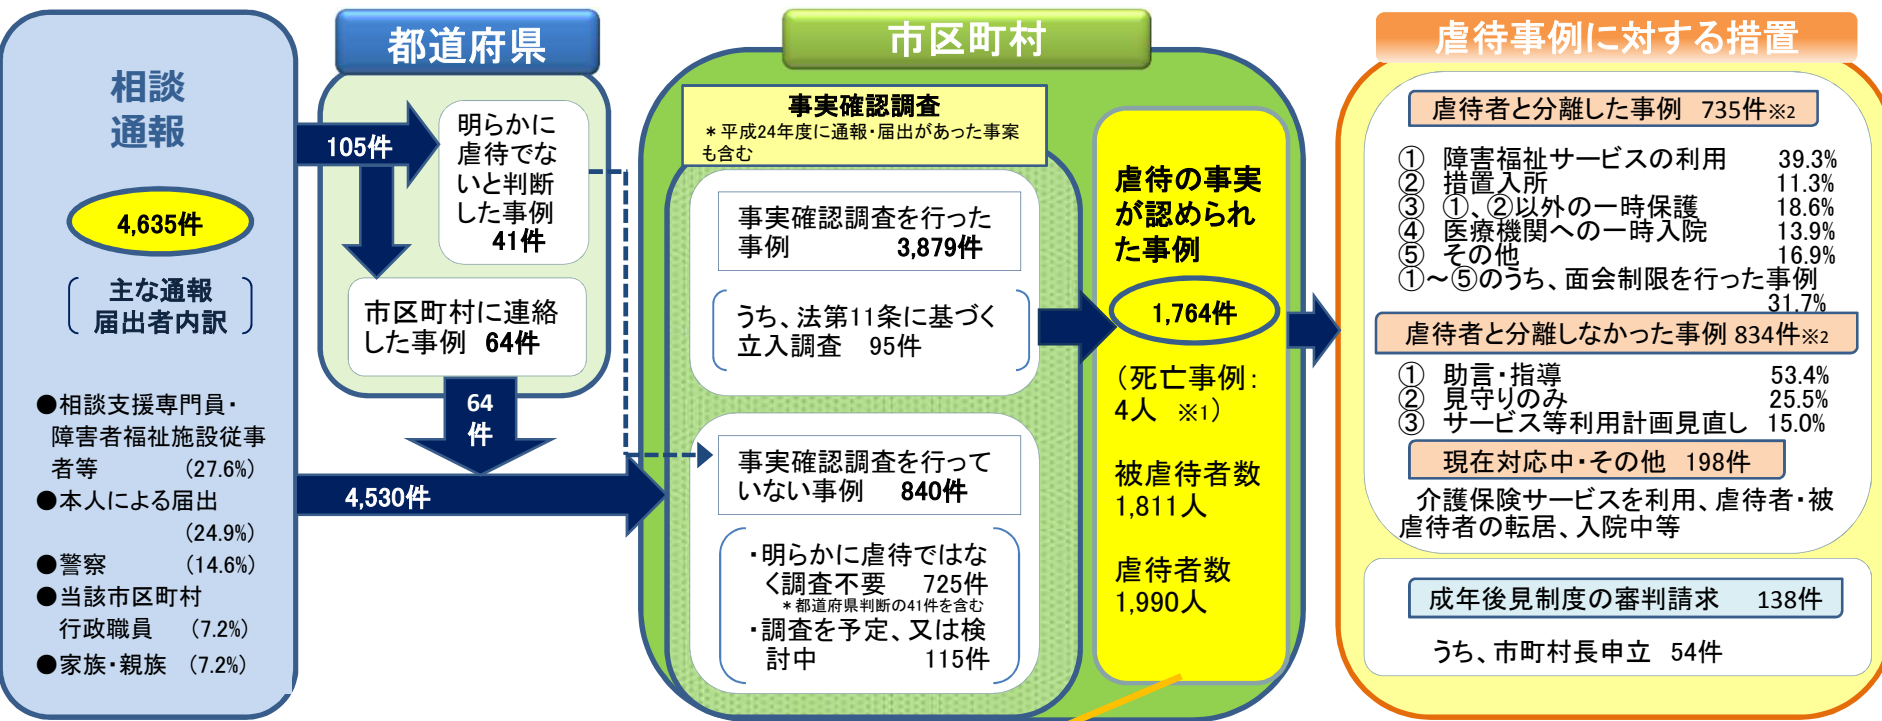 相談
通報
4,635件
主な通報
届出者内訳
●相談支援専門員・
障害者福祉施設従事
者等 (27.6%)
●本人による届出
(24.9%)
●警察 (14.6%)
●当該市区町村
行政職員 (7.2%)
●家族・親族 (7.2%)
都道府県
105件
明らかに
虐待でな
いと判断
した事例
41件
市区町村に連絡
した事例 64件
64
件
4,530件
市区町村
事実確認調査
*平成24年度に通報・届出があった事案
も含む
事実確認調査を行った
事例 3,879件
うち、法第11条に基づく
立入調査 95件
事実確認調査を行って
いない事例 840件
・明らかに虐待ではな
く調査不要 725件
*都道府県判断の41件を含む
・調査を予定、又は検
討中 115件
虐待の事実
が認められ
た事例
1,764件
(死亡事例:
4人 ※1)
被虐待者数
1,811人
虐待者数
1,990人
虐待事例に対する措置
虐待者と分離した事例 735件※2
① 障害福祉サービスの利用 39.3%
② 措置入所 11.3%
③ ①、②以外の一時保護 18.6%
④ 医療機関への一時入院 13.9%
⑤ その他 16.9%
①～⑤のうち、面会制限を行った事例
31.7%
虐待者と分離しなかった事例 834件※2
① 助言・指導 53.4%
② 見守りのみ 25.5%
③ サービス等利用計画見直し 15.0%
現在対応中・その他 198件
介護保険サービスを利用、虐待者・被
虐待者の転居、入院中等
成年後見制度の審判請求 138件
うち、市町村長申立 54件